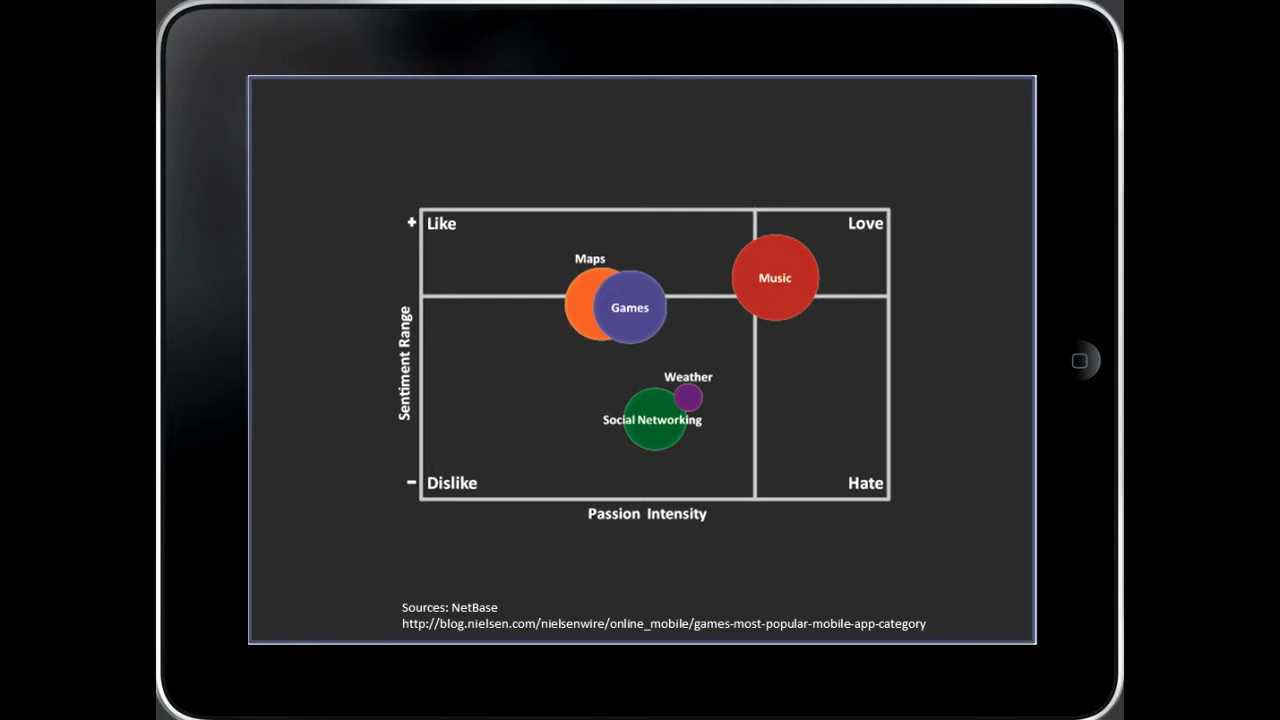 + Like Love
Maps
Music
Games
Sentiment Range
Weather
Social Networking
- Dislike Hate
Passion Intensity
Sources: NetBase
http://blog.nielsen.com/nielsenwire/online_mobile/games-most-popular-mobile-app-category